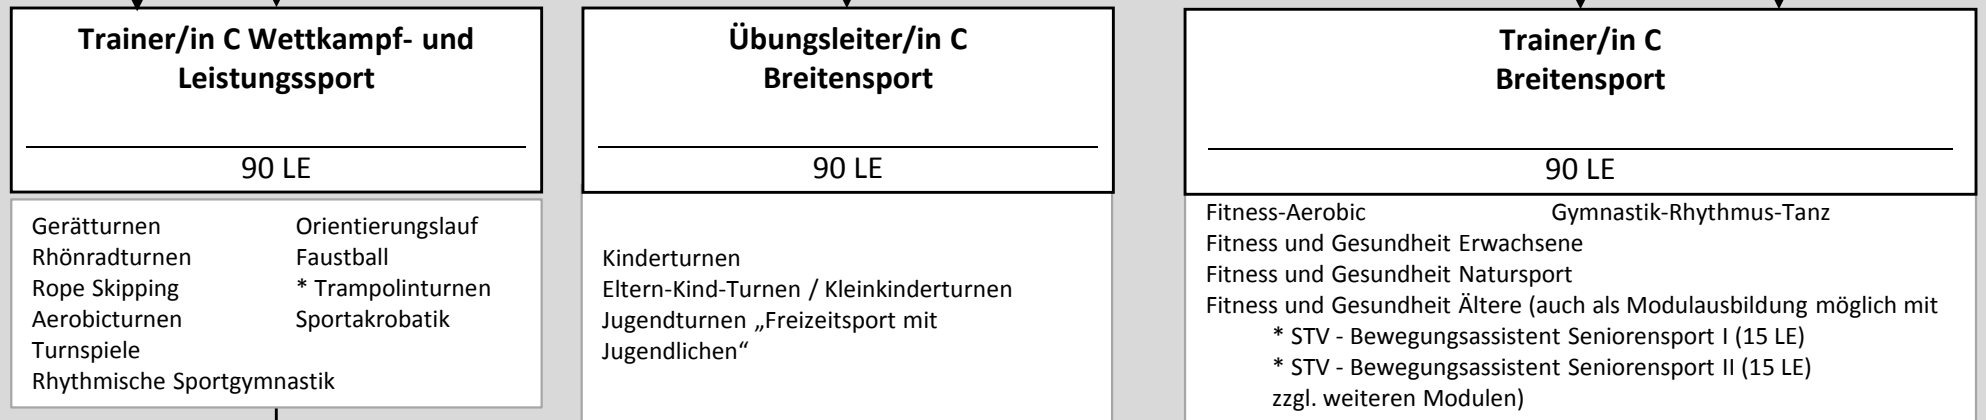 Trainer/in C Wettkampf- und
Leistungssport
90 LE
Gerätturnen Orientierungslauf
Rhönradturnen Faustball
Rope Skipping * Trampolinturnen
Aerobicturnen Sportakrobatik
Turnspiele
Rhythmische Sportgymnastik
Übungsleiter/in C
Breitensport
90 LE
Kinderturnen
Eltern-Kind-Turnen / Kleinkinderturnen
Jugendturnen „Freizeitsport mit
Jugendlichen“
Trainer/in C
Breitensport
90 LE
Fitness-Aerobic Gymnastik-Rhythmus-Tanz
Fitness und Gesundheit Erwachsene
Fitness und Gesundheit Natursport
Fitness und Gesundheit Ältere (auch als Modulausbildung möglich mit
* STV - Bewegungsassistent Seniorensport I (15 LE)
* STV - Bewegungsassistent Seniorensport II (15 LE)
zzgl. weiteren Modulen)